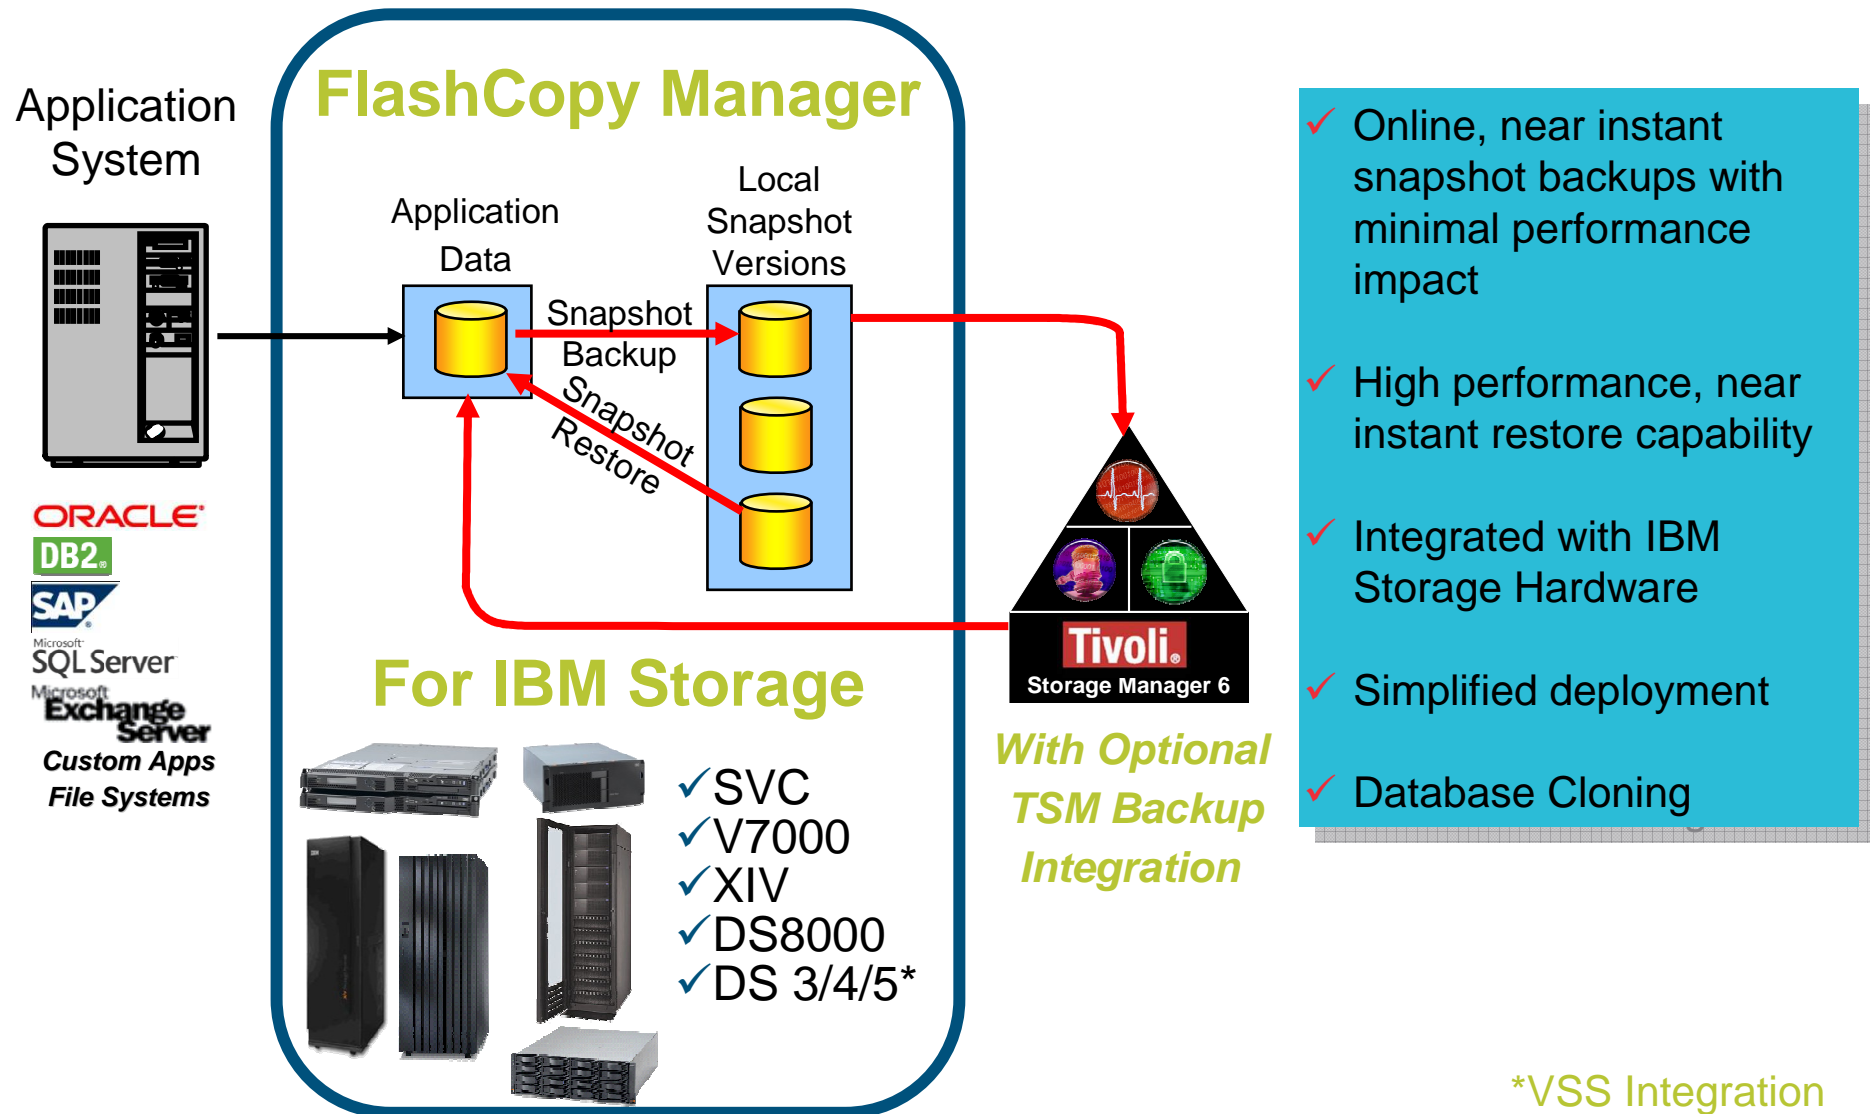 Application
System
ORACLE®
DB2®
SAP®
Microsoft®
SQL Server
Microsoft
Exchange
Server
Custom Apps
File Systems
FlashCopy Manager
Application
Data
Local
Snapshot
Versions
Snapshot
Backup
Snapshot
Restore
For IBM Storage
✓SVC
✓V7000
✓XIV
✓DS8000
✓DS 3/4/5*
Tivoli®
Storage Manager 6
With Optional
TSM Backup
Integration
✓ Online, near instant
snapshot backups with
minimal performance
impact
✓ High performance, near
instant restore capability
✓ Integrated with IBM
Storage Hardware
✓ Simplified deployment
✓ Database Cloning
*VSS Integration